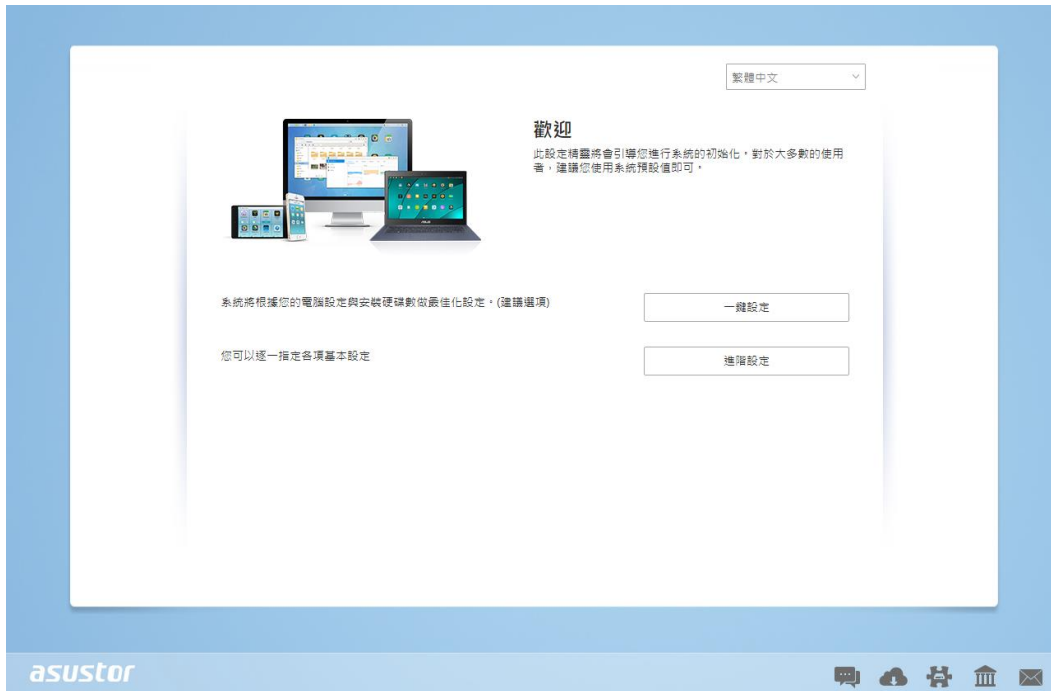 繁體中文
歡迎
此設定精靈將會引導您進行系統的初始化，對於大多數的使用
者，建議您使用系統預設值即可。
系統將根據您的電腦設定與安裝硬碟數做最佳化設定。(建議選項)
一鍵設定
您可以逐一指定各項基本設定
進階設定
asustor